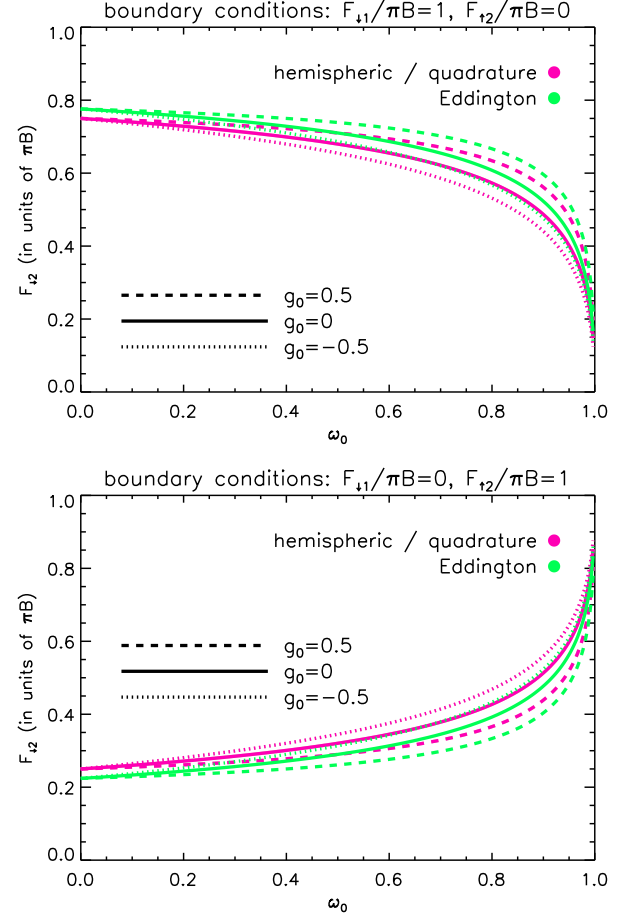 boundary conditions: F↓1/πB=1, F↑2/πB=0
1.0
hemispheric / quadrature
Eddington
0.8
0.6
F↓2 (in units of πB)
0.4
g₀=0.5
g₀=0
0.2
g₀=−0.5
0.0
0.0 0.2 0.4 0.6 0.8 1.0
ω₀
boundary conditions: F↓1/πB=0, F↑2/πB=1
1.0
hemispheric / quadrature
Eddington
0.8
0.6
g₀=0.5
F↓2 (in units of πB)
g₀=0
g₀=−0.5
0.4
0.2
0.0
0.0 0.2 0.4 0.6 0.8 1.0
ω₀